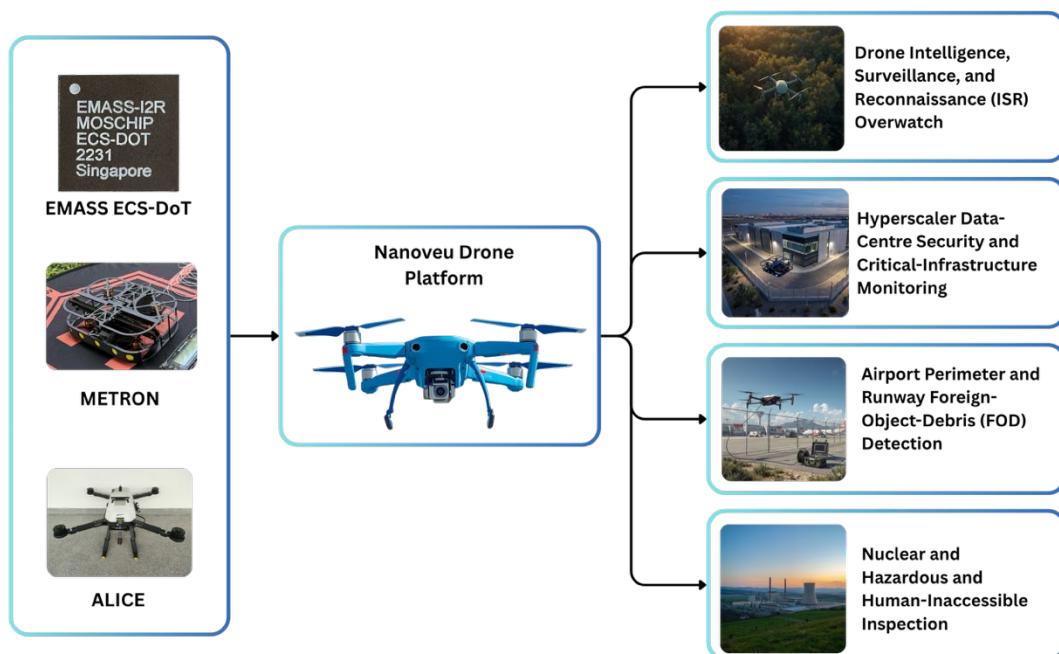 EMASS-I2R
MOSCHIP
ECS-DOT
2231
Singapore
EMASS ECS-DoT
METRON
ALICE
Nanoveu Drone
Platform
Drone Intelligence,
Surveillance, and
Reconnaissance (ISR)
Overwatch
Hyperscaler Data-
Centre Security and
Critical-Infrastructure
Monitoring
Airport Perimeter and
Runway Foreign-
Object-Debris (FOD)
Detection
Nuclear and
Hazardous and
Human-Inaccessible
Inspection